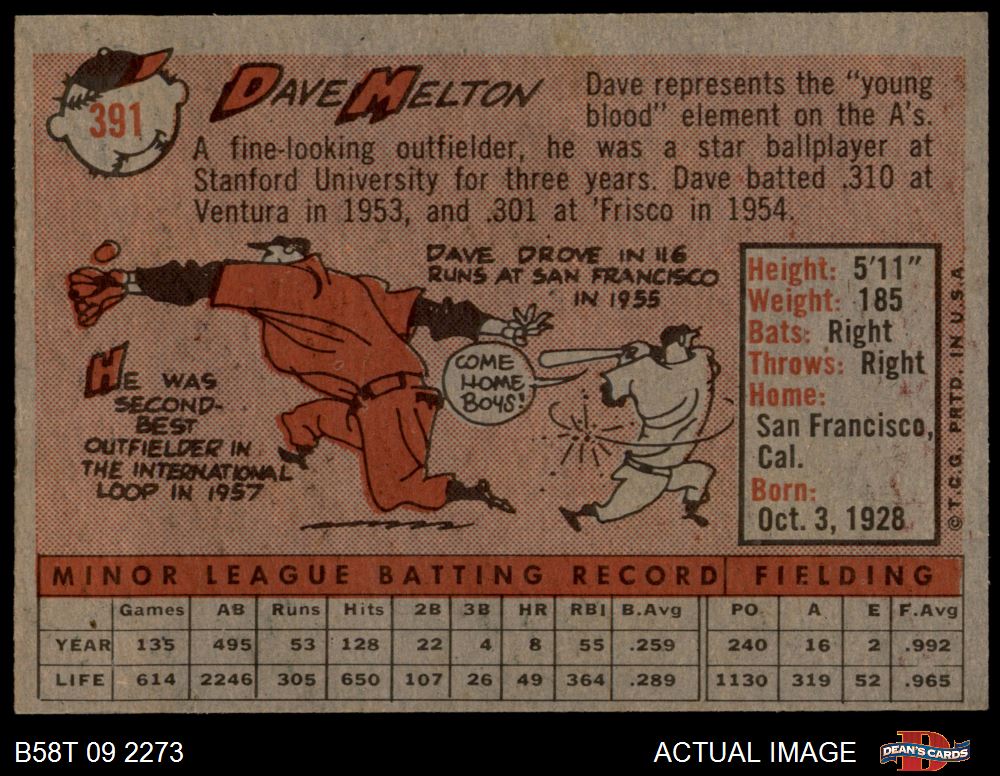 391
DAVE MELTON
Dave represents the "young
blood" element on the A's.
A fine-looking outfielder, he was a star ballplayer at
Stanford University for three years. Dave batted .310 at
Ventura in 1953, and .301 at 'Frisco in 1954.
DAVE DROVE IN 116
RUNS AT SAN FRANCISCO
IN 1955
COME
HOME
BOYS!
HE WAS
SECOND-
BEST
OUTFIELDER IN
THE INTERNATIONAL
LOOP IN 1957
Height: 5'11"
Weight: 185
Bats: Right
Throws: Right
Home:
San Francisco,
Cal.
Born:
Oct. 3, 1928
© T.C.G. PRTD. IN U.S.A.
MINOR LEAGUE BATTING RECORD FIELDING
Games AB Runs Hits 2B 3B HR RBI B.Avg PO. A E F.Avg
YEAR 135 495 53 128 22 4 8 55 .259 240 16 2 .992
LIFE 614 2246 305 650 107 26 49 364 .289 1130 319 52 .965
B58T 09 2273 ACTUAL IMAGE DEAN'S CARDS